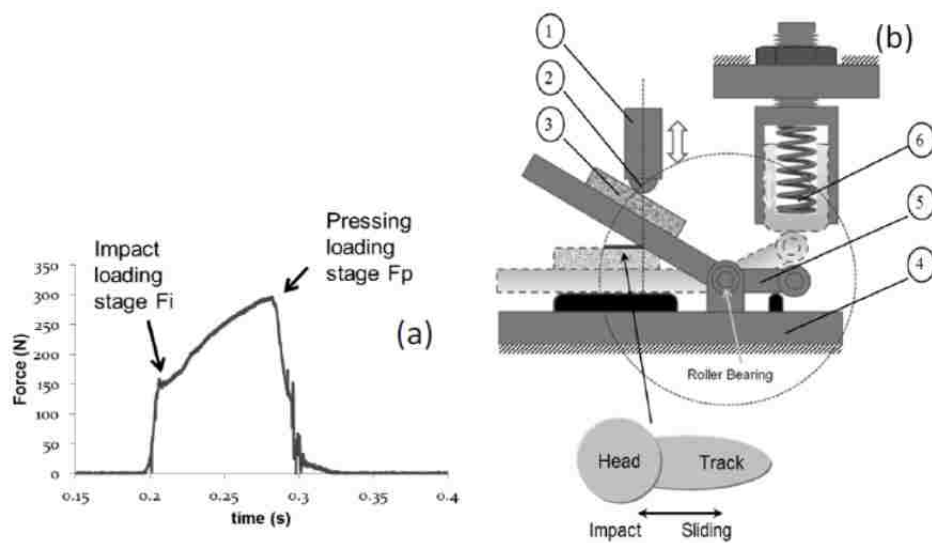 Impact
loading
stage Fi
Pressing
loading
stage Fp
(a)
Force (N)
350
300
250
200
150
100
50
0
0.15
0.2
0.25
0.3
0.35
0.4
time (s)
(b)
1
2
3
6
5
4
Roller Bearing
Head
Track
Impact
Sliding